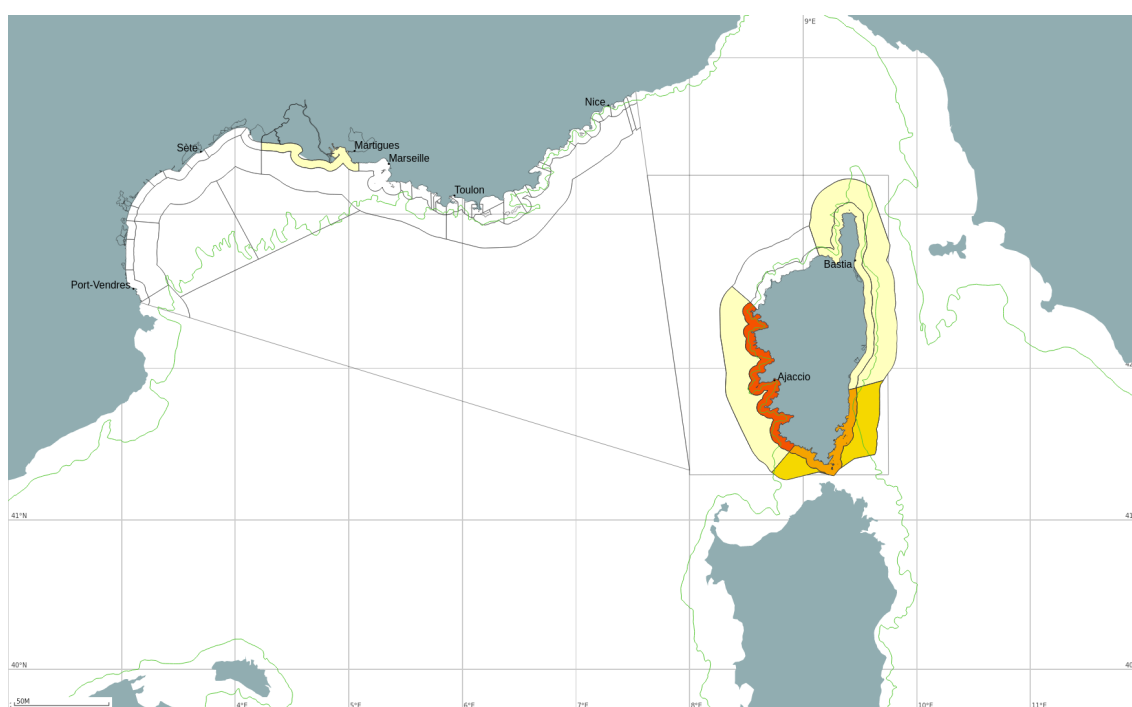 9°E
Nice
Sète
Martigues
Marseille
Toulon
Bastia
Port-Vendres
Ajaccio
41°N
40°N
50M
4°E
5°E
6°E
7°E
8°E
9°E
10°E
11°E